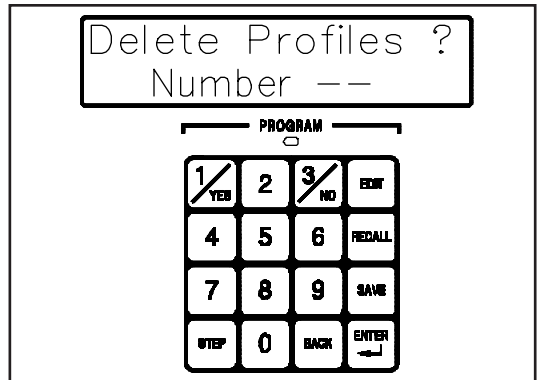 Delete Profiles ?
Number --
PROGRAM
1/YES 2 3/NO EDIT
4 5 6 RECALL
7 8 9 SAVE
STEP 0 BACK ENTER